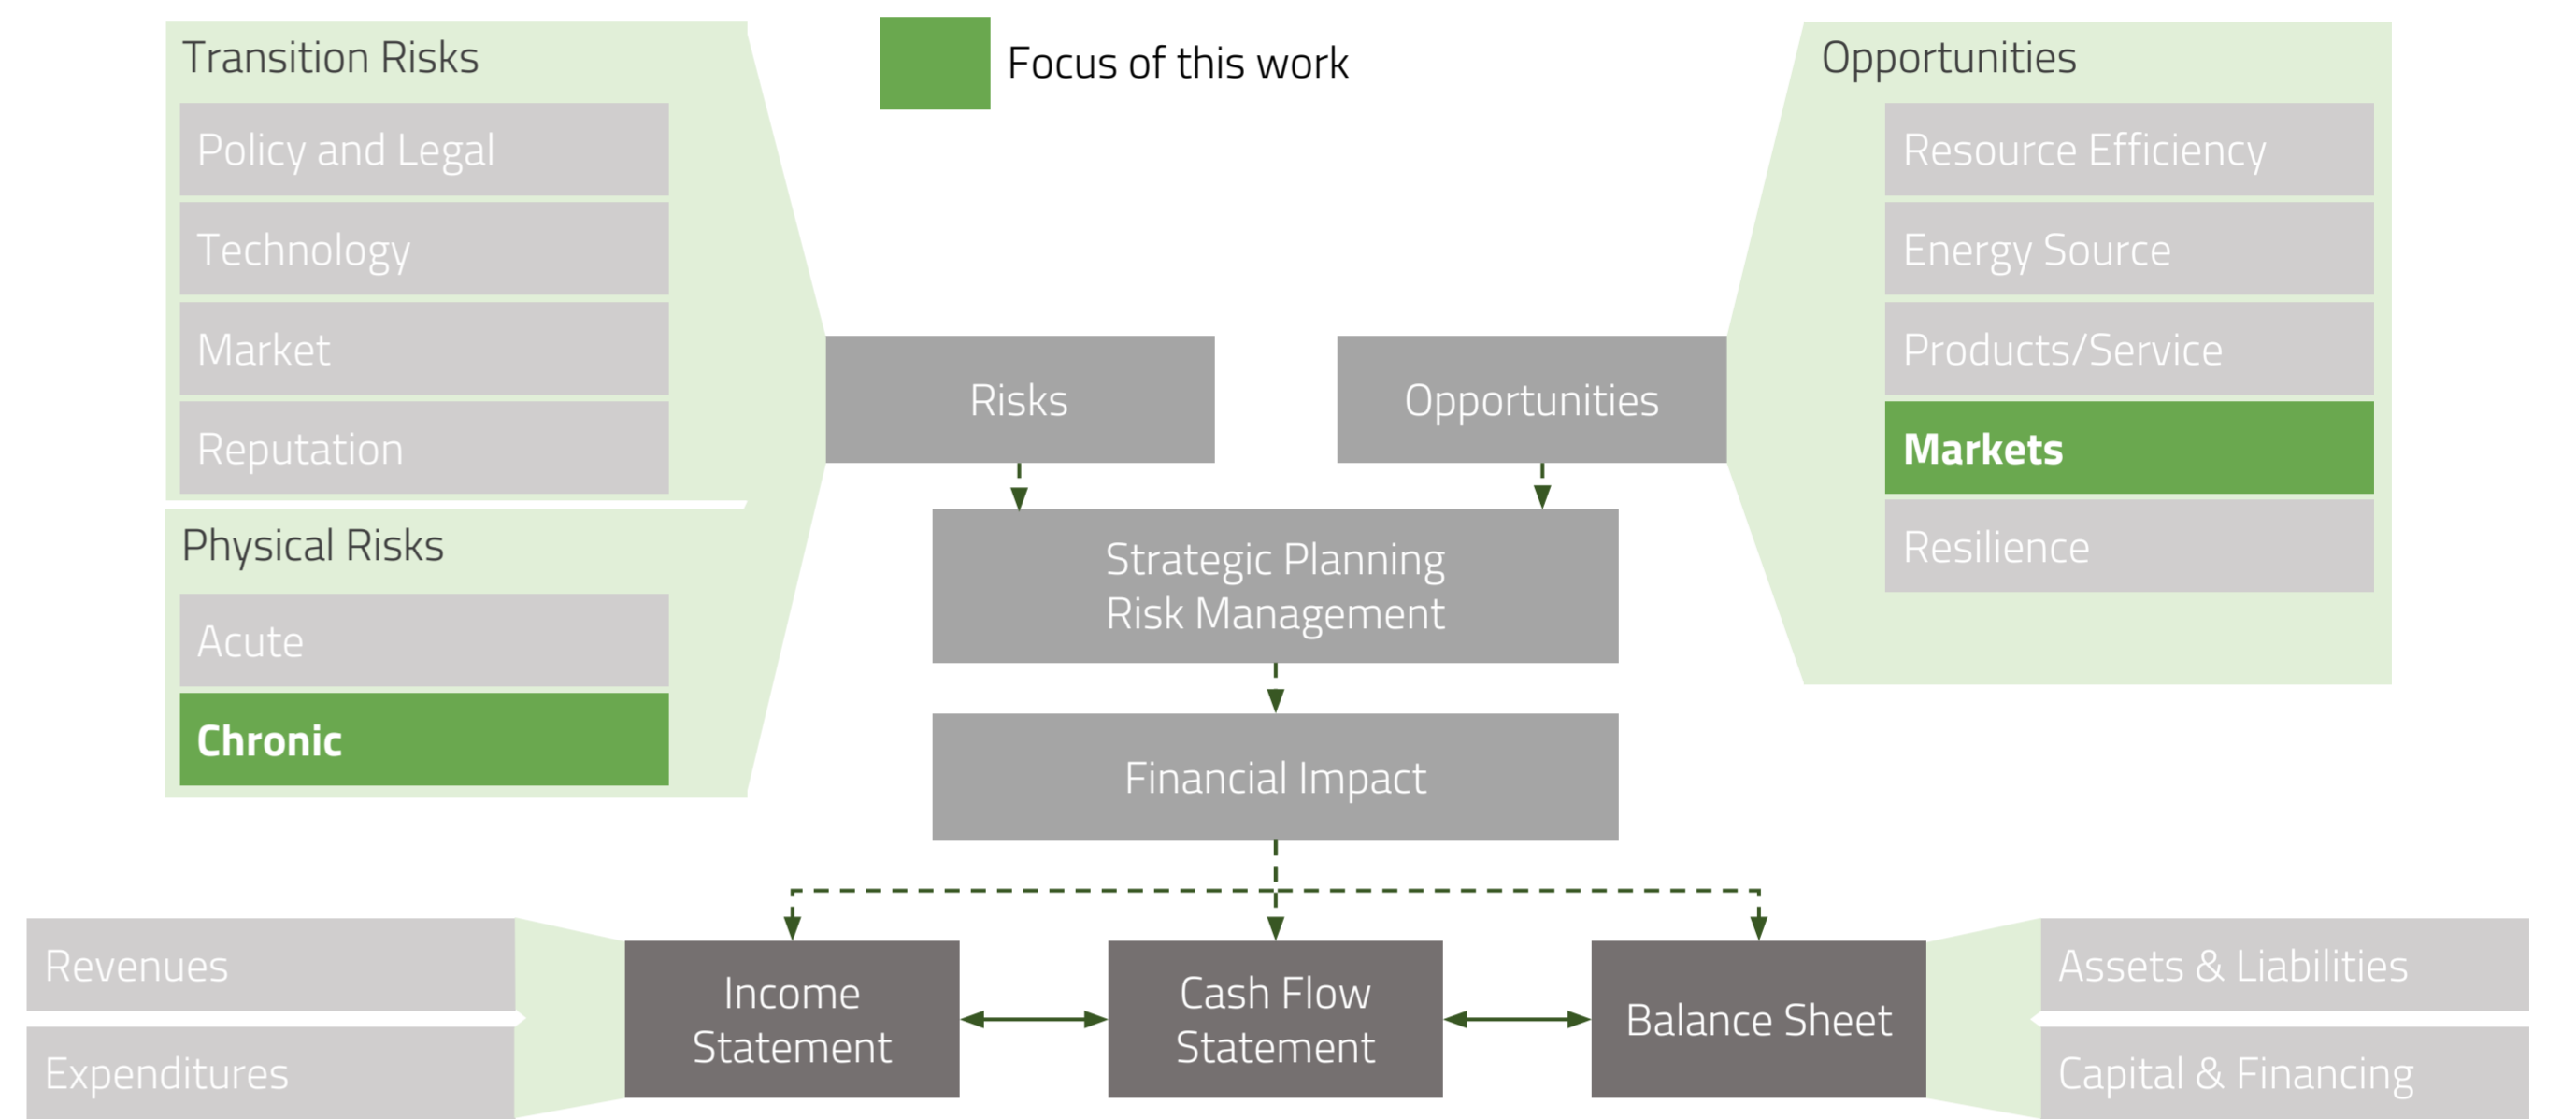 Transition Risks
Policy and Legal
Technology
Market
Reputation
Physical Risks
Acute
Chronic
Focus of this work
Opportunities
Resource Efficiency
Energy Source
Products/Service
Markets
Resilience
Risks
Opportunities
Strategic Planning
Risk Management
Financial Impact
Revenues
Expenditures
Income
Statement
Cash Flow
Statement
Balance Sheet
Assets & Liabilities
Capital & Financing